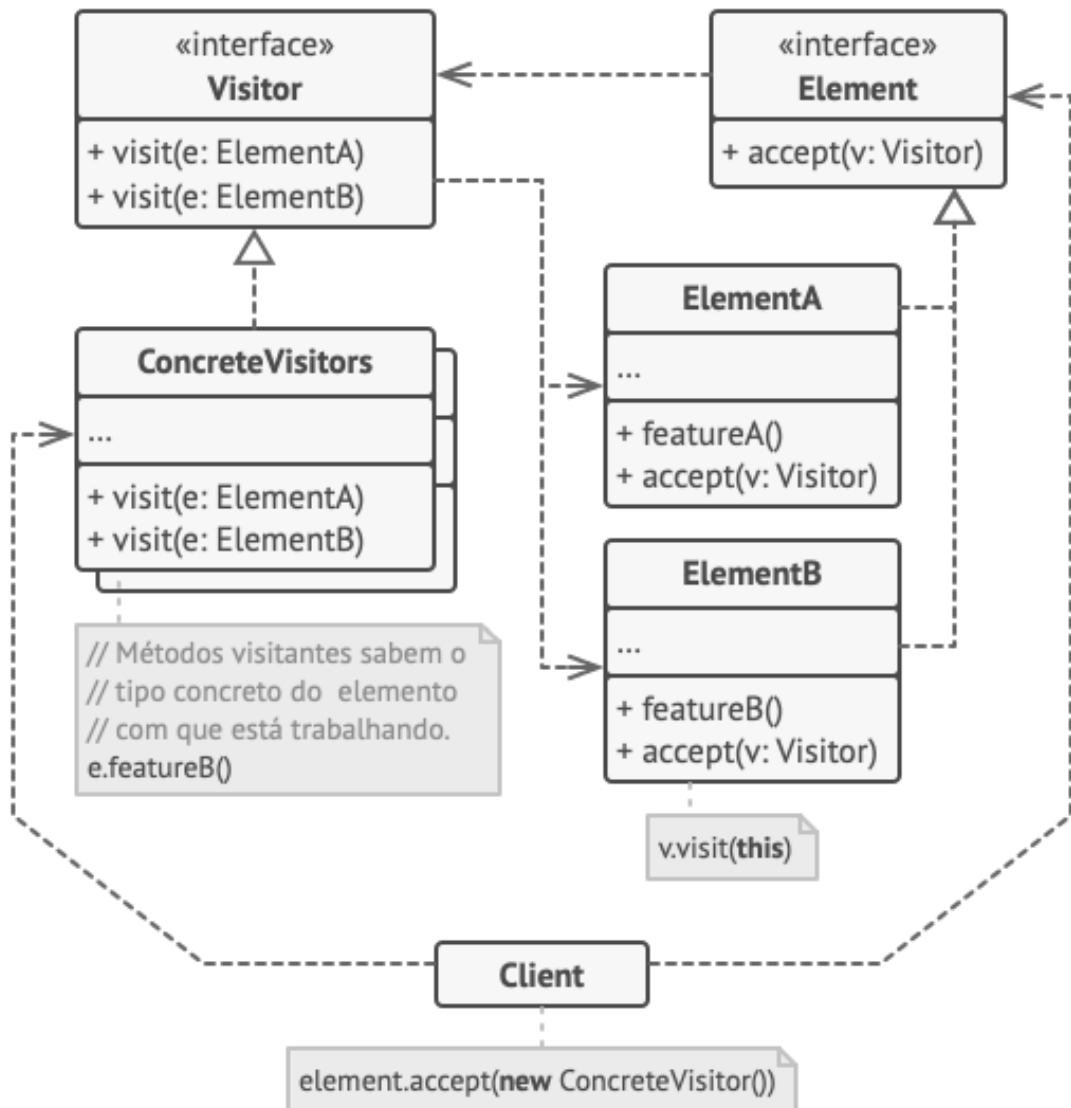 «interface»
Visitor
+ visit(e: ElementA)
+ visit(e: ElementB)
«interface»
Element
+ accept(v: Visitor)
ConcreteVisitors
...
+ visit(e: ElementA)
+ visit(e: ElementB)
// Métodos visitantes sabem o
// tipo concreto do elemento
// com que está trabalhando.
e.featureB()
ElementA
...
+ featureA()
+ accept(v: Visitor)
ElementB
...
+ featureB()
+ accept(v: Visitor)
v.visit(this)
Client
element.accept(new ConcreteVisitor())